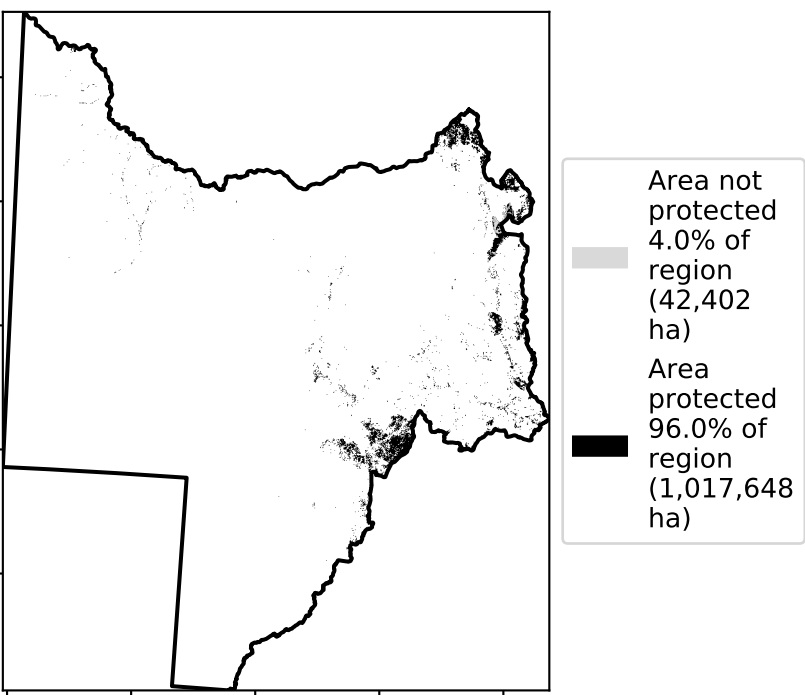 Area not
protected
4.0% of
region
(42,402
ha)
Area
protected
96.0% of
region
(1,017,648
ha)